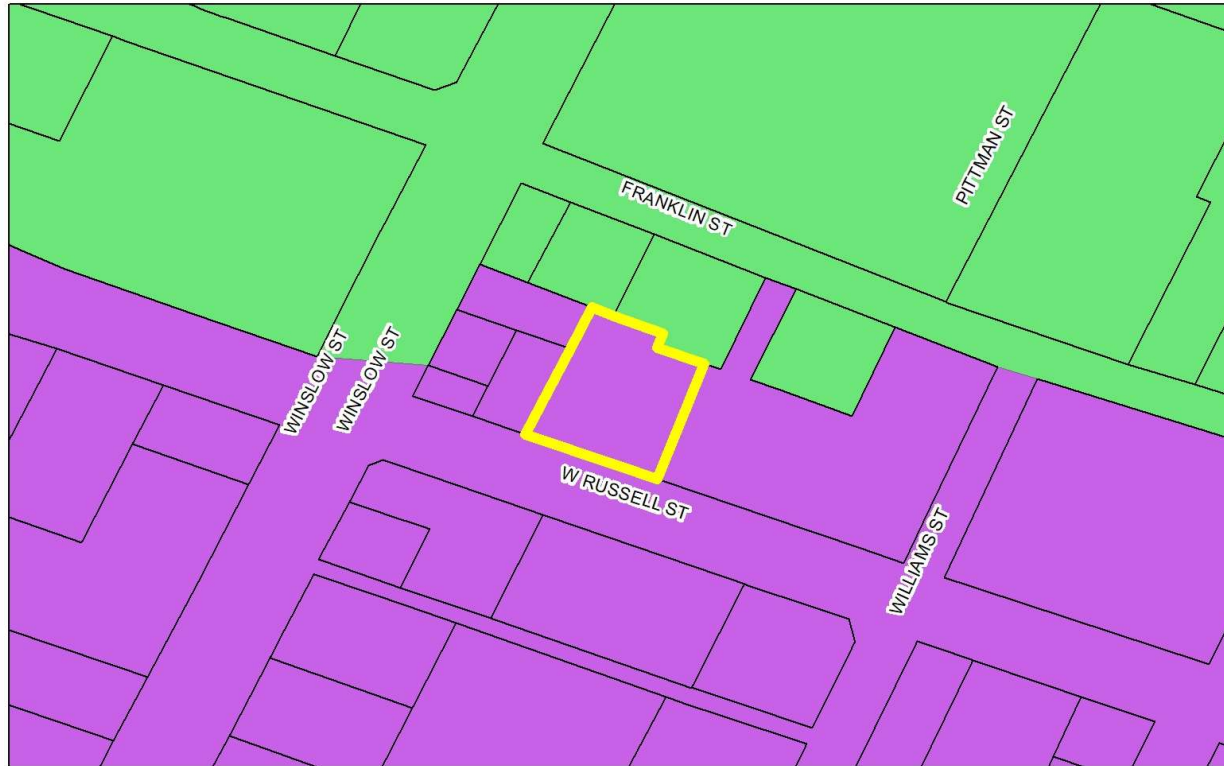 PITTMAN ST
FRANKLIN ST
WINSLOW ST
WINSLOW ST
W RUSSELL ST
WILLIAMS ST